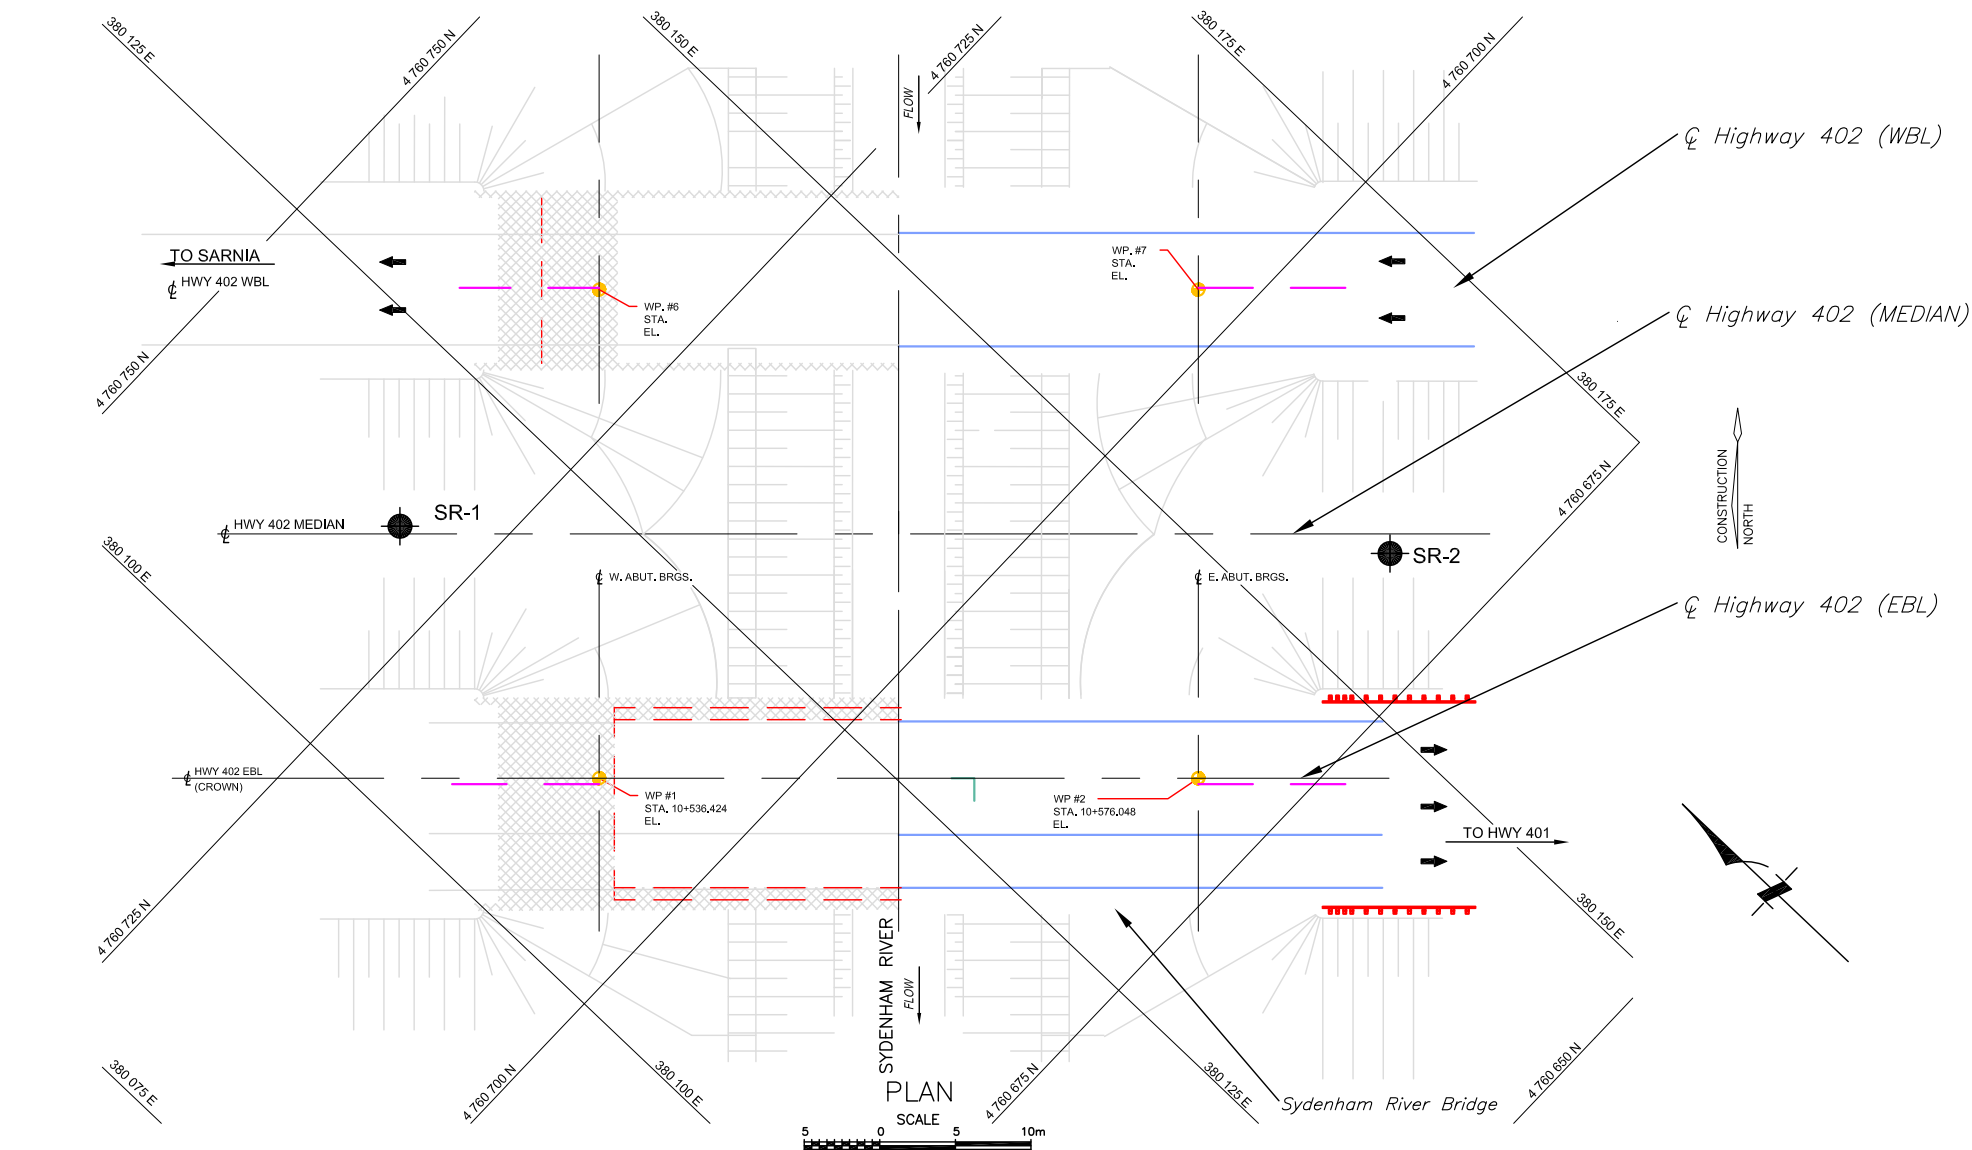 380 125 E
4 760 750 N
380 150 E
4 760 725 N
380 175 E
4 760 700 N
FLOW
℄ Highway 402 (WBL)
TO SARNIA
℄ HWY 402 WBL
WP. #7
STA.
EL.
WP. #6
STA.
EL.
℄ Highway 402 (MEDIAN)
4 760 750 N
380 175 E
4 760 675 N
CONSTRUCTION
NORTH
SR-1
℄ HWY 402 MEDIAN
SR-2
380 100 E
℄ W. ABUT. BRGS.
℄ E. ABUT. BRGS.
℄ Highway 402 (EBL)
℄ HWY 402 EBL
(CROWN)
WP #1
STA. 10+536.424
EL.
WP #2
STA. 10+576.048
EL.
TO HWY 401
4 760 725 N
380 150 E
SYDENHAM RIVER
FLOW
380 075 E
4 760 700 N
380 100 E
4 760 675 N
380 125 E
4 760 650 N
PLAN
SCALE
Sydenham River Bridge
5 0 5 10m